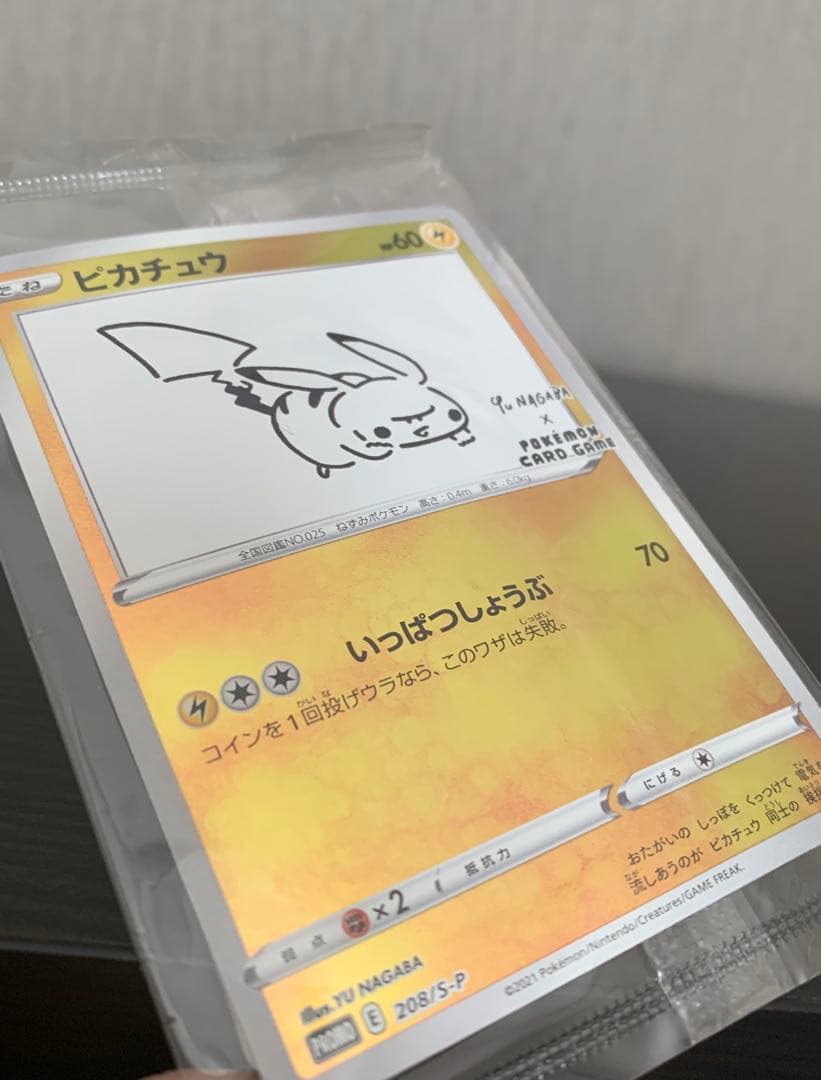 たね ピカチュウ HP60
Yu NAGABA
×
POKÉMON
CARD GAME
全国図鑑NO.025 ねずみポケモン 高さ:0.4m 重さ:6.0kg
いっぱつしょうぶ 70
コインを1回投げウラなら、このワザは失敗。
にげる
弱点 ×2 抵抗力
おたがいの しっぽを くっつけて 電気を
流しあうのが ピカチュウ 同士の 挨拶
illus.YU NAGABA
©2021 Pokémon/Nintendo/Creatures/GAME FREAK.
PROMO E 208/S-P